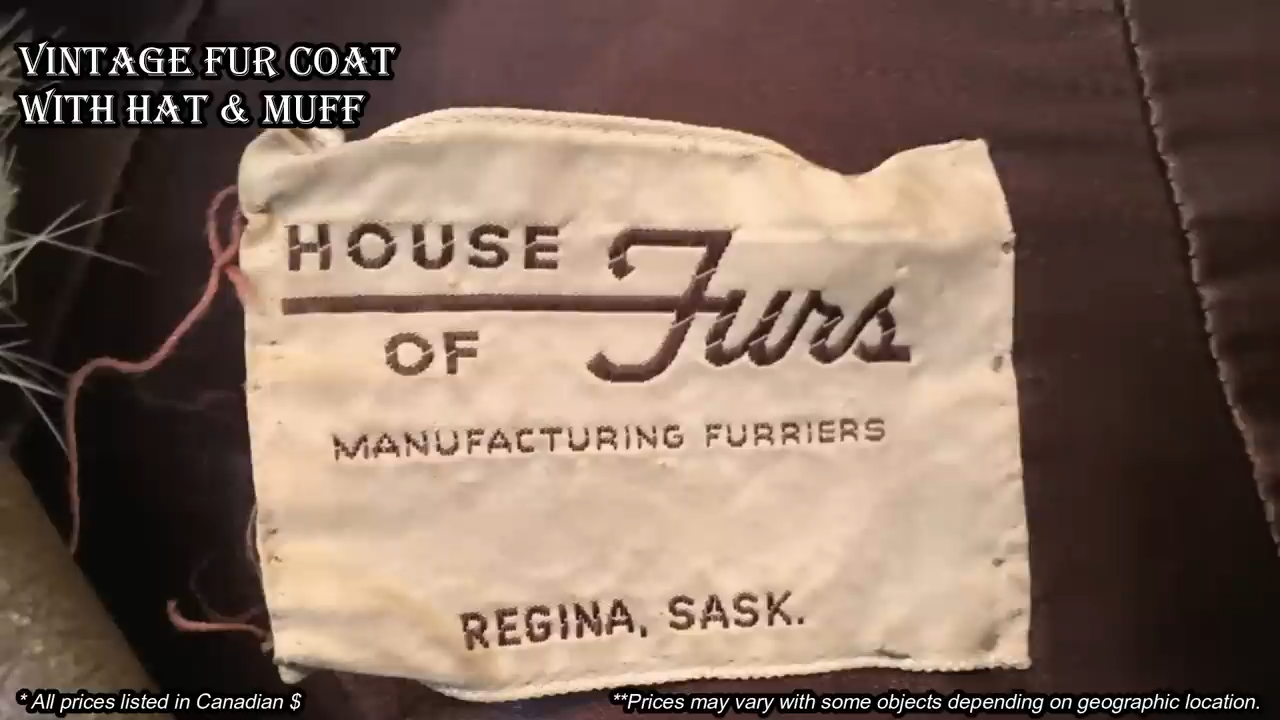 VINTAGE FUR COAT
WITH HAT & MUFF
HOUSE
OF Furs
MANUFACTURING FURRIERS
REGINA, SASK.
* All prices listed in Canadian $
**Prices may vary with some objects depending on geographic location.